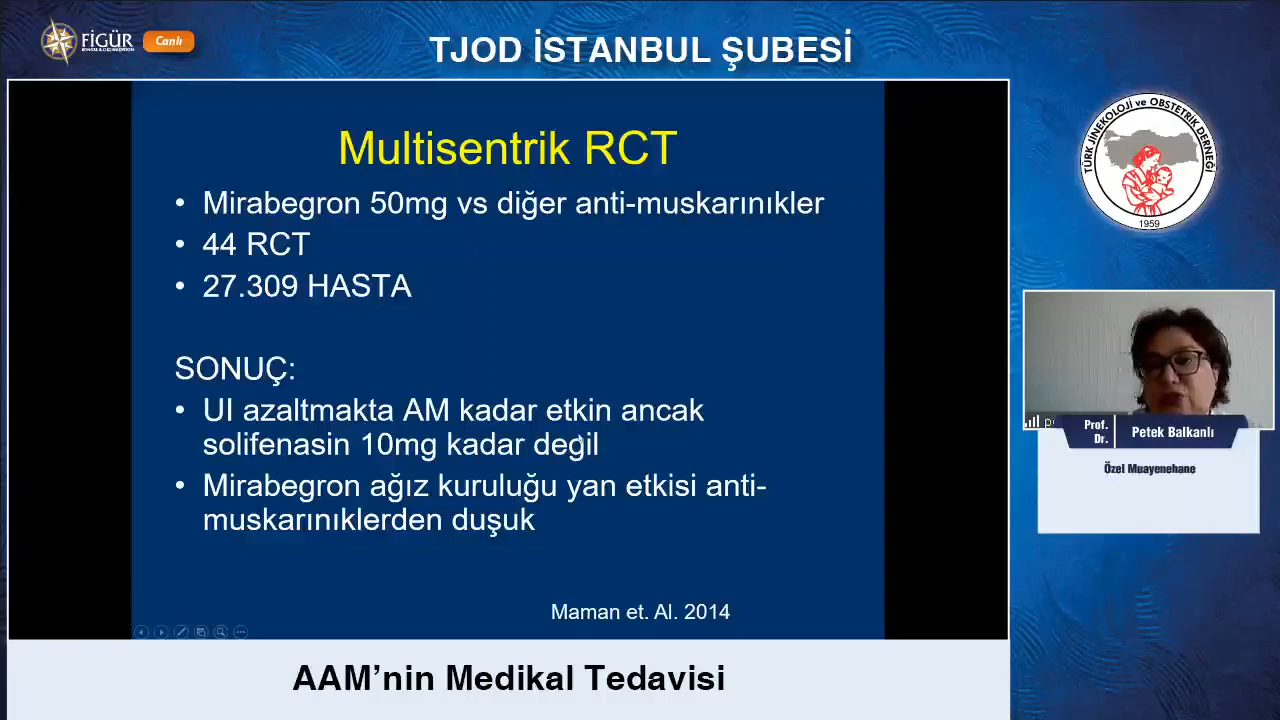 FİGÜR
KONGRE & ORGANİZASYON
Canlı
TJOD İSTANBUL ŞUBESİ
Multisentrik RCT
• Mirabegron 50mg vs diğer anti-muskarınıkler
• 44 RCT
• 27.309 HASTA
SONUÇ:
• UI azaltmakta AM kadar etkin ancak
solifenasin 10mg kadar değil
• Mirabegron ağız kuruluğu yan etkisi anti-
muskarınıklerden duşuk
Maman et. Al. 2014
TÜRK JİNEKOLOJİ ve OBSTETRİK DERNEĞİ
1959
Prof.
Dr.
Petek Balkanlı
Özel Muayenehane
AAM’nin Medikal Tedavisi